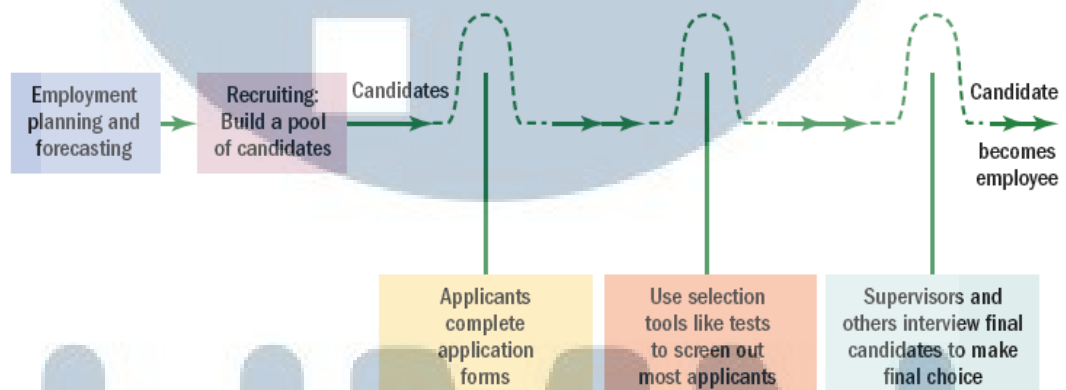 Employment
planning and
forecasting
Recruiting:
Build a pool
of candidates
Candidates
Candidate
becomes
employee
Applicants
complete
application
forms
Use selection
tools like tests
to screen out
most applicants
Supervisors and
others interview final
candidates to make
final choice